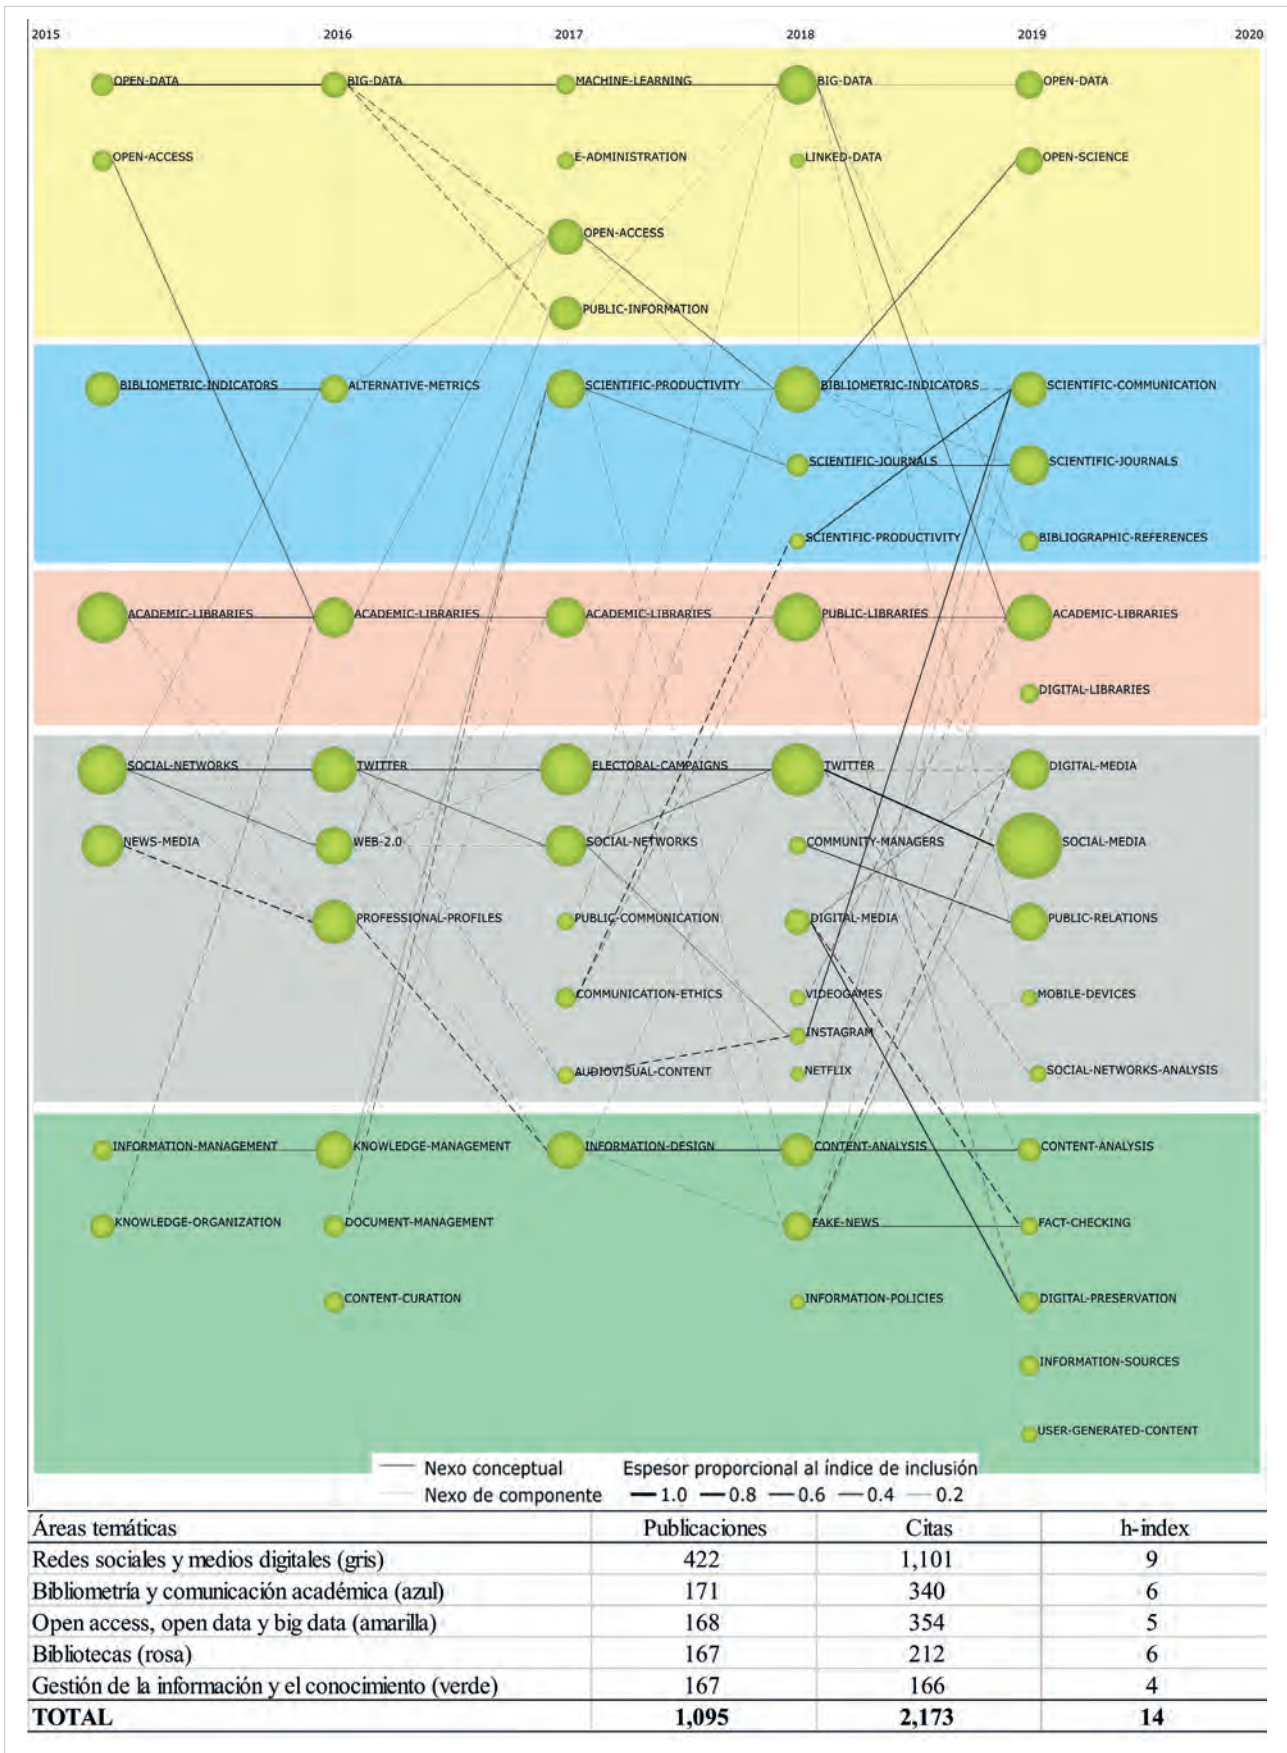 2015 2016 2017 2018 2019 2020
OPEN-DATA BIG-DATA MACHINE-LEARNING BIG-DATA OPEN-DATA
OPEN-ACCESS E-ADMINISTRATION LINKED-DATA OPEN-SCIENCE
OPEN-ACCESS
PUBLIC-INFORMATION
BIBLIOMETRIC-INDICATORS ALTERNATIVE-METRICS SCIENTIFIC-PRODUCTIVITY BIBLIOMETRIC-INDICATORS SCIENTIFIC-COMMUNICATION
SCIENTIFIC-JOURNALS SCIENTIFIC-JOURNALS
SCIENTIFIC-PRODUCTIVITY BIBLIOGRAPHIC-REFERENCES
ACADEMIC-LIBRARIES ACADEMIC-LIBRARIES ACADEMIC-LIBRARIES PUBLIC-LIBRARIES ACADEMIC-LIBRARIES
DIGITAL-LIBRARIES
SOCIAL-NETWORKS TWITTER ELECTORAL-CAMPAIGNS TWITTER DIGITAL-MEDIA
NEWS-MEDIA WEB-2.0 SOCIAL-NETWORKS COMMUNITY-MANAGERS SOCIAL-MEDIA
PROFESSIONAL-PROFILES PUBLIC-COMMUNICATION DIGITAL-MEDIA PUBLIC-RELATIONS
COMMUNICATION-ETHICS VIDEOGAMES MOBILE-DEVICES
INSTAGRAM
AUDIOVISUAL-CONTENT NETFLIX SOCIAL-NETWORKS-ANALYSIS
INFORMATION-MANAGEMENT KNOWLEDGE-MANAGEMENT INFORMATION-DESIGN CONTENT-ANALYSIS CONTENT-ANALYSIS
KNOWLEDGE-ORGANIZATION DOCUMENT-MANAGEMENT FAKE-NEWS FACT-CHECKING
CONTENT-CURATION INFORMATION-POLICIES DIGITAL-PRESERVATION
INFORMATION-SOURCES
USER-GENERATED-CONTENT
Nexo conceptual Espesor proporcional al índice de inclusión
Nexo de componente 1.0 0.8 0.6 0.4 0.2
Áreas temáticas Publicaciones Citas h-index
Redes sociales y medios digitales (gris) 422 1,101 9
Bibliometría y comunicación académica (azul) 171 340 6
Open access, open data y big data (amarilla) 168 354 5
Bibliotecas (rosa) 167 212 6
Gestión de la información y el conocimiento (verde) 167 166 4
TOTAL 1,095 2,173 14